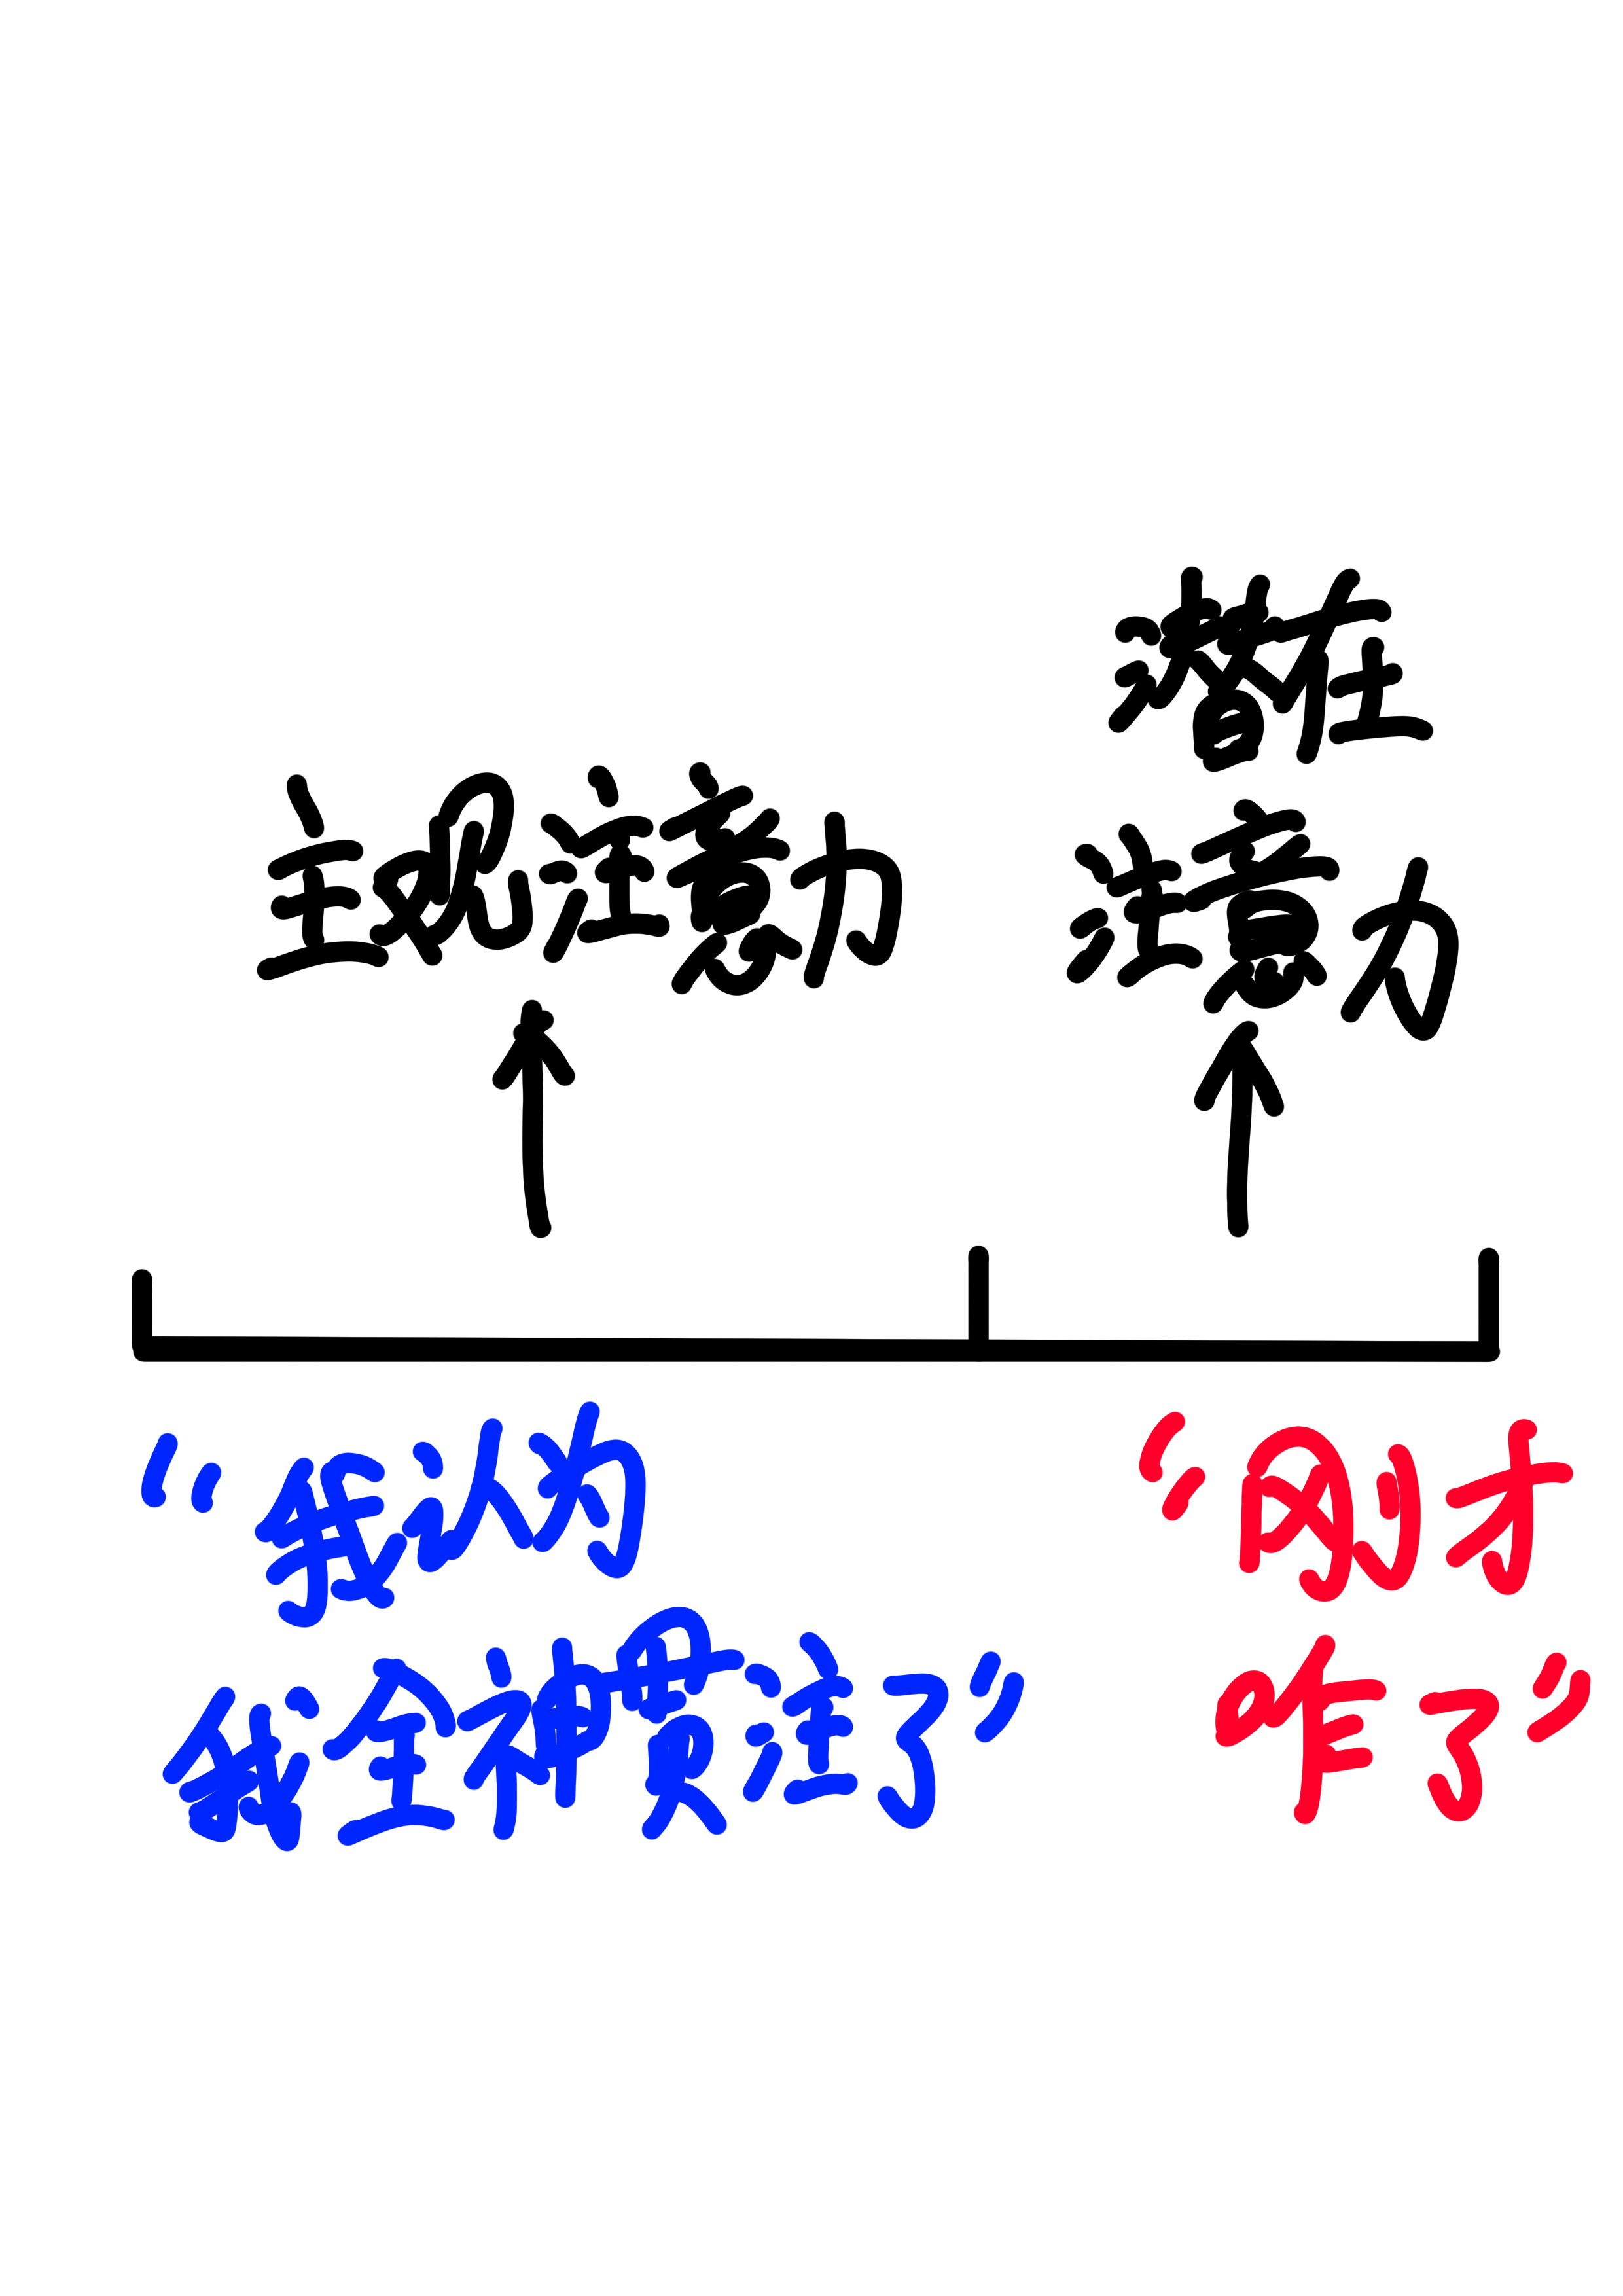 潜在
主观注意力
注意力
“我认为
我全神贯注了”
“刚才
咋了”